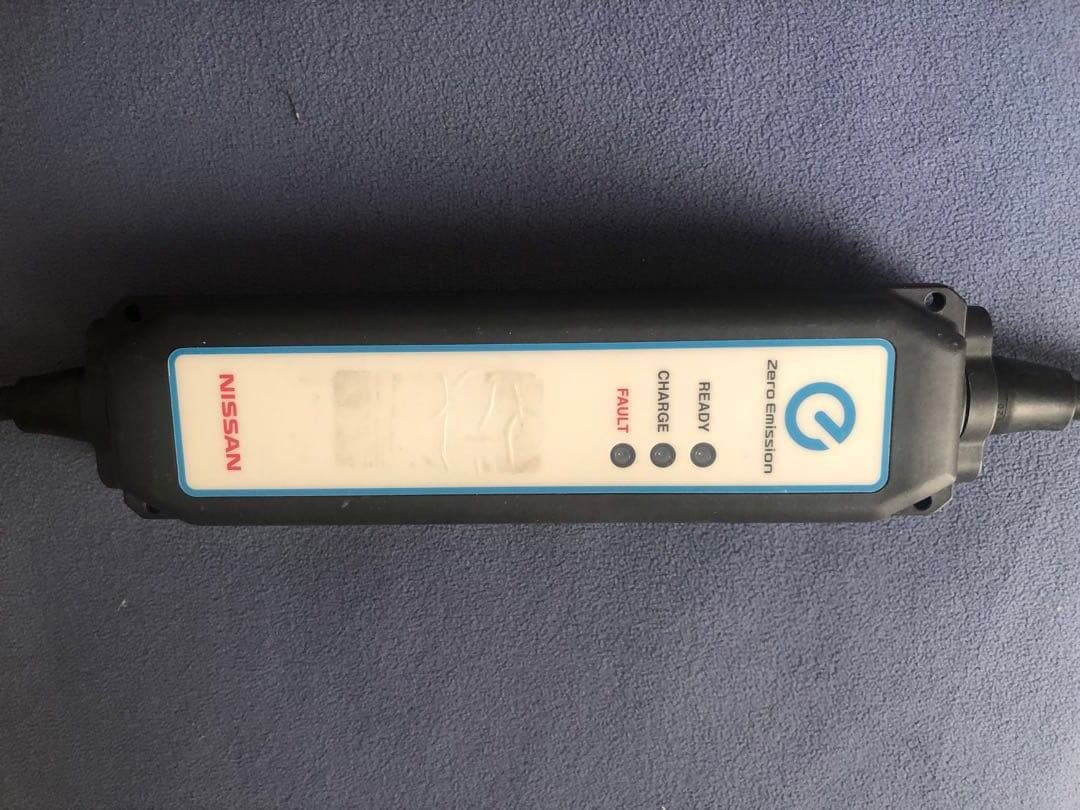 Zero Emission
READY
CHARGE
FAULT
NISSAN